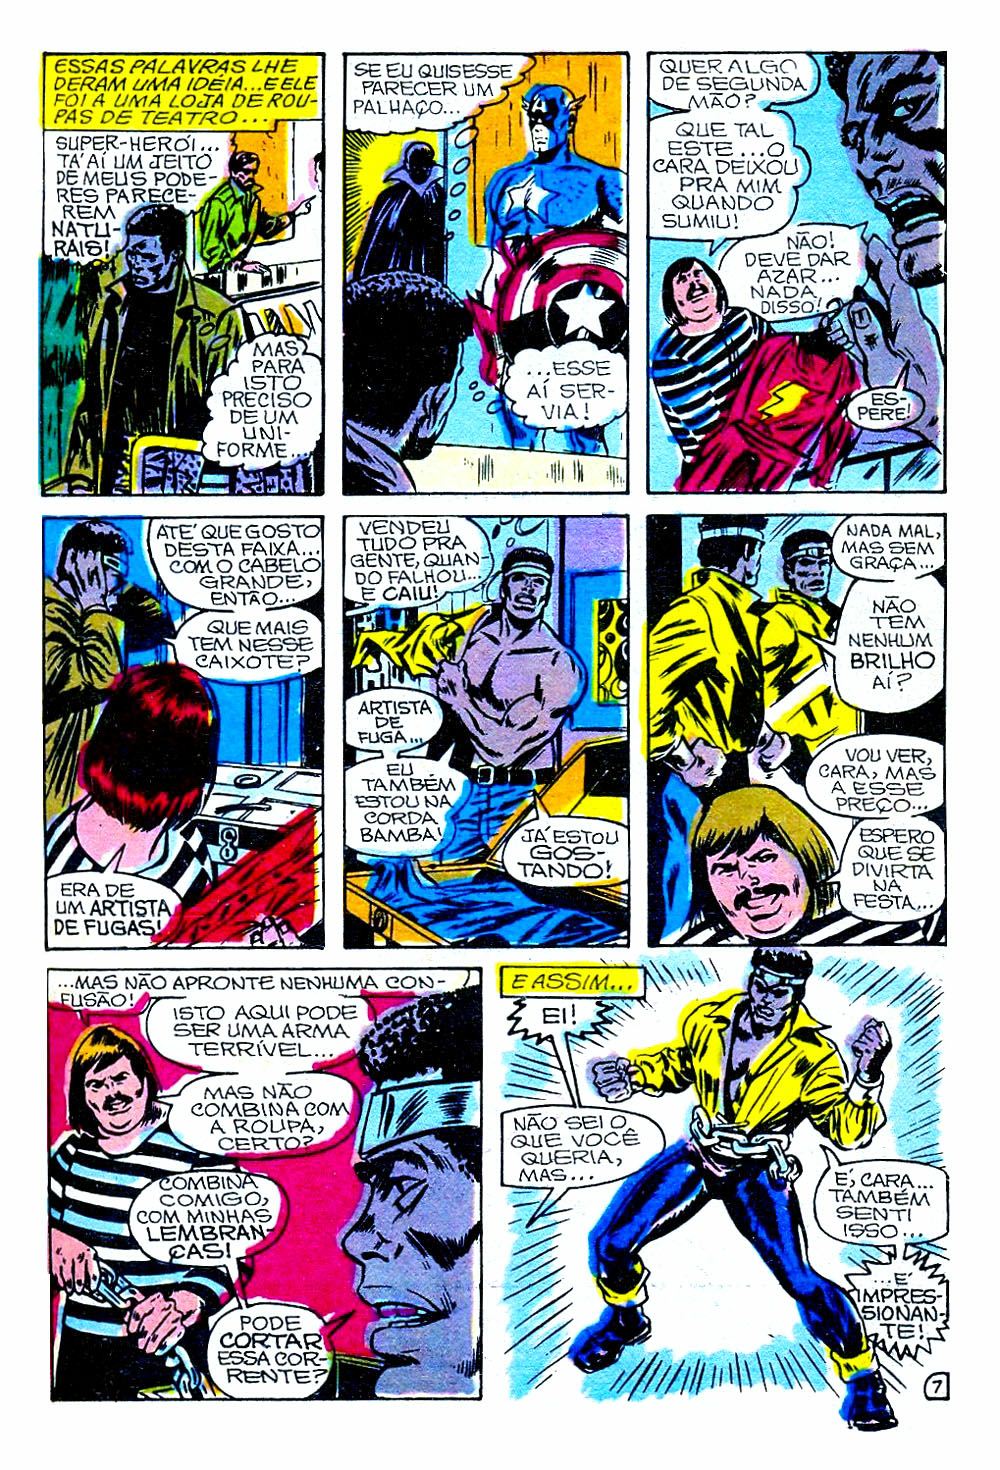 ESSAS PALAVRAS LHE
DERAM UMA IDÉIA...E ELE
FOI A UMA LOJA DE ROU-
PAS DE TEATRO...
SUPER-HERÓI...
TA' AÍ UM JEITO
DE MEUS PODE-
RES PARECE-
REM
NATU-
RAIS!
MAS
PARA
ISTO
PRECISO
DE UM
UNI-
FORME...
SE EU QUISESSE
PARECER UM
PALHAÇO...
...ESSE
AÍ SER-
VIA!
QUER ALGO
DE SEGUNDA
MÃO?
QUE TAL
ESTE...O
CARA DEIXOU
PRA MIM
QUANDO
SUMIU!
NÃO!
DEVE DAR
AZAR...
NADA
DISSO!
ES-
PERE!
ATE' QUE GOSTO
DESTA FAIXA...
COM O CABELO
GRANDE,
ENTÃO...
QUE MAIS
TEM NESSE
CAIXOTE?
ERA DE
UM ARTISTA
DE FUGAS!
VENDEU
TUDO PRA
GENTE, QUAN-
DO FALHOU...
E CAIU!
ARTISTA
DE
FUGA...
EU
TAMBÉM
ESTOU NA
CORDA
BAMBA!
JÁ ESTOU
GOS-
TANDO!
NADA MAL,
MAS SEM
GRAÇA...
NÃO
TEM
NENHUM
BRILHO
AÍ?
VOU VER,
CARA, MAS
A ESSE
PREÇO...
ESPERO
QUE SE
DIVIRTA
NA
FESTA...
...MAS NÃO APRONTE NENHUMA CON-
FUSÃO!
ISTO AQUI PODE
SER UMA ARMA
TERRÍVEL...
MAS NÃO
COMBINA COM
A ROUPA,
CERTO?
COMBINA
COMIGO,
COM MINHAS
LEMBRAN-
ÇAS!
PODE
CORTAR
ESSA COR-
RENTE?
E ASSIM...
EI!
NÃO SEI O
QUE VOCÊ
QUERIA,
MAS...
É, CARA...
TAMBÉM
SENTI
ISSO...
...E'
IMPRES-
SIONAN-
TE!
7